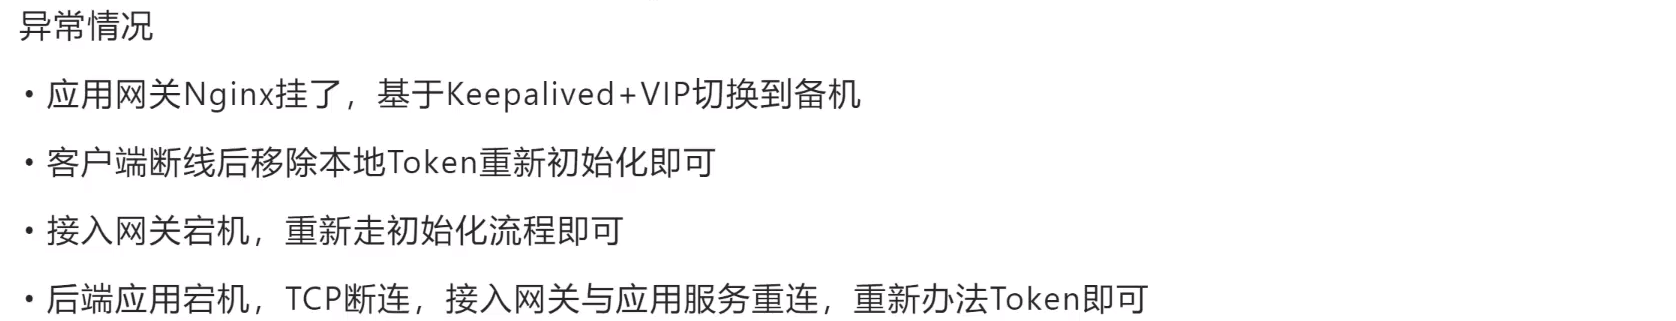 异常情况
• 应用网关Nginx挂了，基于Keepalived+VIP切换到备机
• 客户端断线后移除本地Token重新初始化即可
• 接入网关宕机，重新走初始化流程即可
• 后端应用宕机，TCP断连，接入网关与应用服务重连，重新办法Token即可